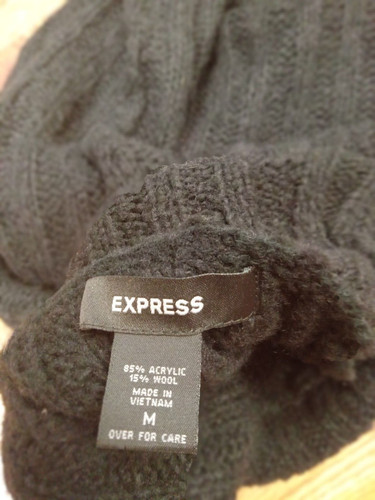 EXPRESS
85% ACRYLIC
15% WOOL
MADE IN
VIETNAM
M
OVER FOR CARE